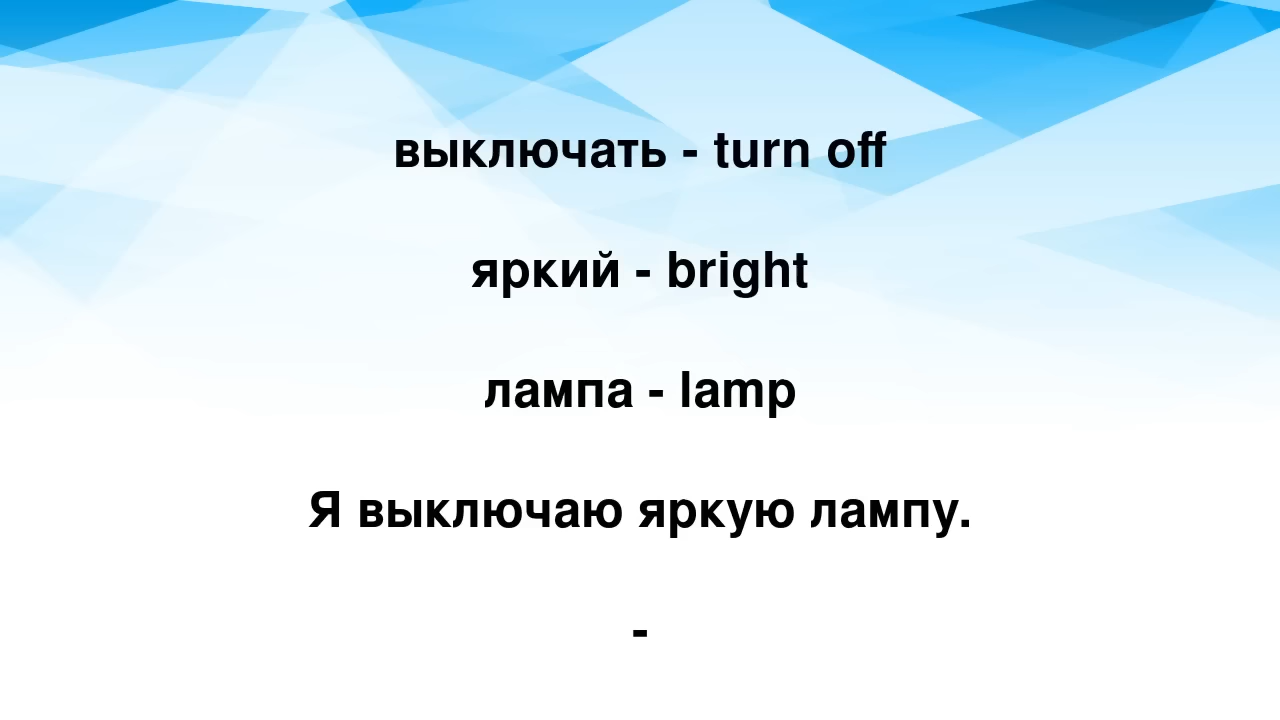 выключать - turn off
яркий - bright
лампа - lamp
Я выключаю яркую лампу.
-